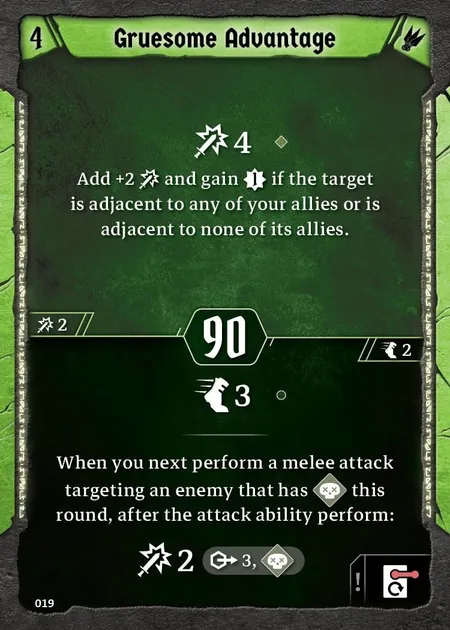 4 Gruesome Advantage
4
Add +2 and gain 1 if the target
is adjacent to any of your allies or is
adjacent to none of its allies.
2
90
2
3
When you next perform a melee attack
targeting an enemy that has this
round, after the attack ability perform:
2 3,
!
019